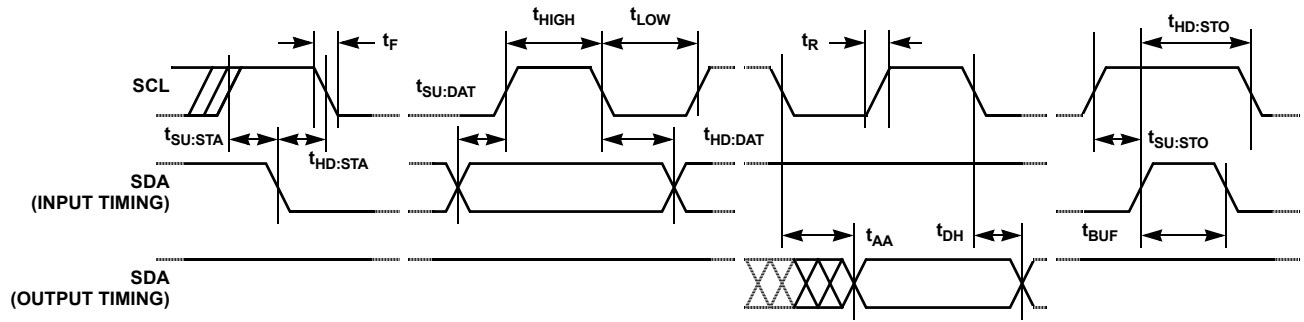 tHIGH tLOW tHD:STO
tF tR
SCL tSU:DAT
tSU:STA tHD:STA tHD:DAT tSU:STO
SDA
(INPUT TIMING)
tAA tDH tBUF
SDA
(OUTPUT TIMING)